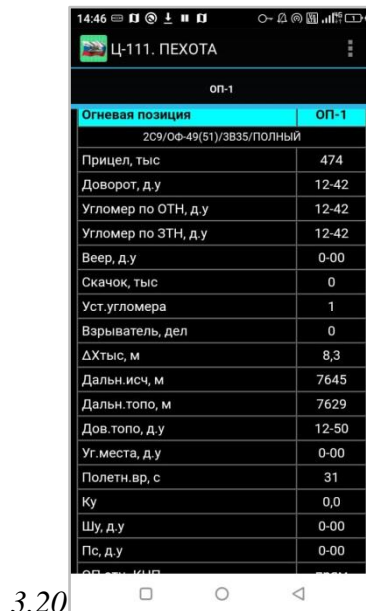 14:46
Ц-111. ПЕХОТА
ОП-1
Огневая позиция ОП-1
2С9/ОФ-49(51)/3В35/ПОЛНЫЙ
Прицел, тыс 474
Доворот, д.у 12-42
Угломер по ОТН, д.у 12-42
Угломер по ЗТН, д.у 12-42
Веер, д.у 0-00
Скачок, тыс 0
Уст.угломера 1
Взрыватель, дел 0
ΔХтыс, м 8,3
Дальн.исч, м 7645
Дальн.топо, м 7629
Дов.топо, д.у 12-50
Уг.места, д.у 0-00
Полетн.вр, с 31
Ку 0,0
Шу, д.у 0-00
Пс, д.у 0-00
3.20